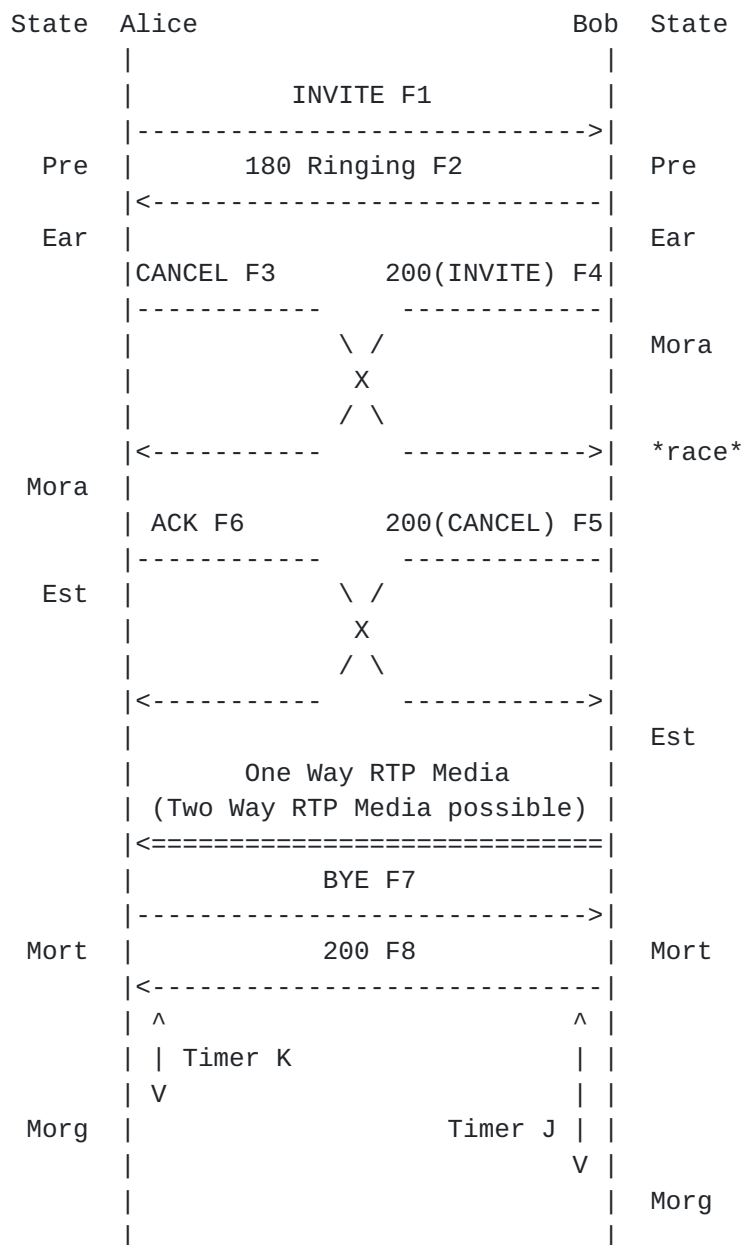 State  Alice                        Bob  State
       |                              |
       |          INVITE F1           |
       |----------------------------->|
  Pre  |       180 Ringing F2         |  Pre
       |<-----------------------------|
  Ear  |                              |  Ear
       |CANCEL F3       200(INVITE) F4|
       |------------     -------------|
       |             \ /              |  Mora
       |              X               |
       |             / \              |
       |<-----------     ------------>|  *race*
 Mora  |                              |
       | ACK F6         200(CANCEL) F5|
       |------------     -------------|
  Est  |             \ /              |
       |              X               |
       |             / \              |
       |<-----------     ------------>|
       |                              |  Est
       |       One Way RTP Media      |
       | (Two Way RTP Media possible) |
       |<=============================|
       |            BYE F7            |
       |----------------------------->|
 Mort  |            200 F8            |  Mort
       |<-----------------------------|
       | ^                          ^ |
       | | Timer K                  | |
       | V                          | |
 Morg  |                    Timer J | |
       |                            V |
       |                              |  Morg
       |                              |